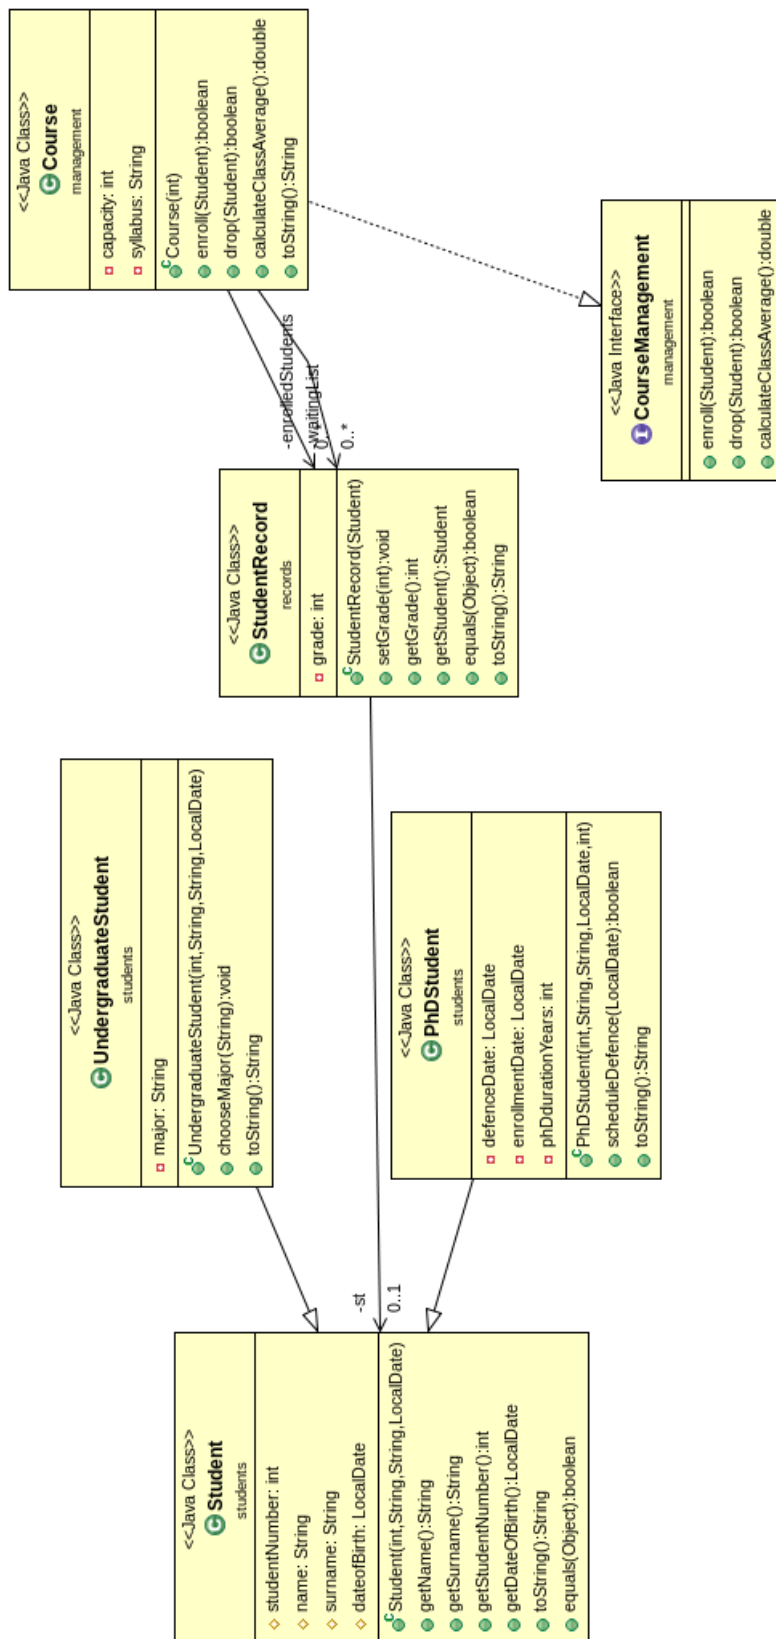 <<Java Class>>
Student
students
studentNumber: int
name: String
surname: String
dateofBirth: LocalDate
Student(int,String,String,LocalDate)
getName():String
getSurname():String
getStudentNumber():int
getDateOfBirth():LocalDate
toString():String
equals(Object):boolean
<<Java Class>>
UndergraduateStudent
students
major: String
UndergraduateStudent(int,String,String,LocalDate)
chooseMajor(String):void
toString():String
<<Java Class>>
PhDStudent
students
defenceDate: LocalDate
enrollmentDate: LocalDate
phDdurationYears: int
PhDStudent(int,String,String,LocalDate,int)
scheduleDefence(LocalDate):boolean
toString():String
-st
0..1
<<Java Class>>
StudentRecord
records
grade: int
StudentRecord(Student)
setGrade(int):void
getGrade():int
getStudent():Student
equals(Object):boolean
toString():String
-enrolledStudents
0..*
-waitingList
0..*
<<Java Class>>
Course
management
capacity: int
syllabus: String
Course(int)
enroll(Student):boolean
drop(Student):boolean
calculateClassAverage():double
toString():String
<<Java Interface>>
CourseManagement
management
enroll(Student):boolean
drop(Student):boolean
calculateClassAverage():double